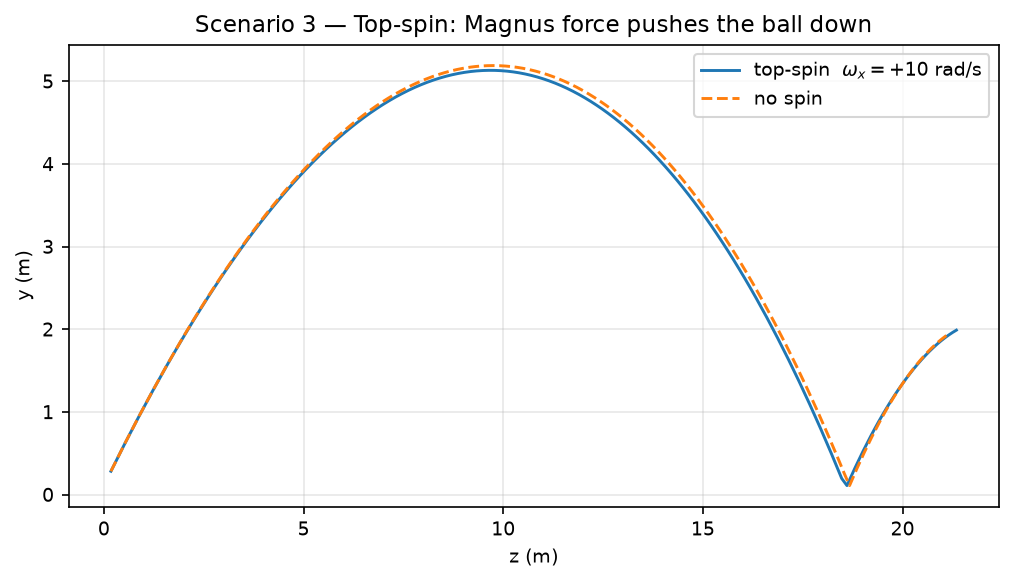 Scenario 3 — Top-spin: Magnus force pushes the ball down
top-spin ωₓ = +10 rad/s
no spin
y (m)
5
4
3
2
1
0
0 5 10 15 20
z (m)